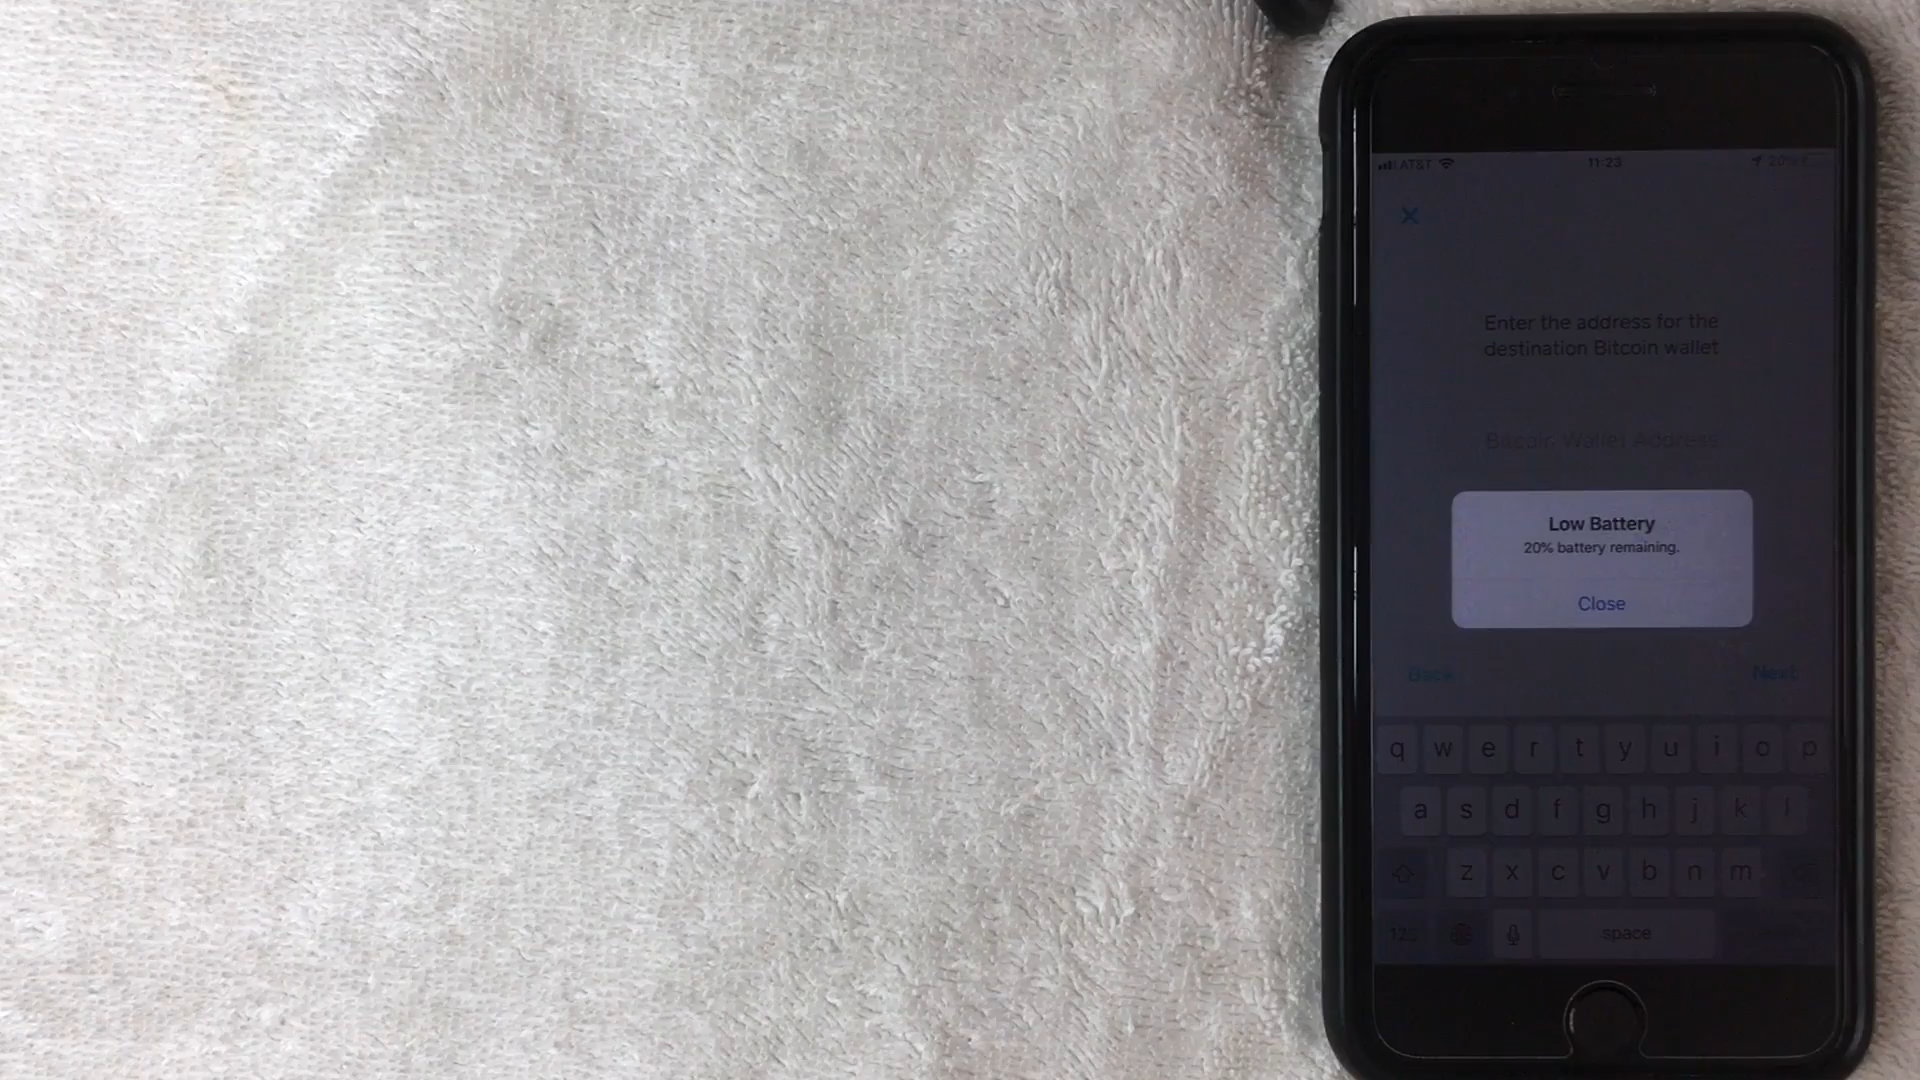 AT&T
11:23
20%
Enter the address for the
destination Bitcoin wallet
Bitcoin Wallet Address
Low Battery
20% battery remaining.
Close
Back
Next
q w e r t y u i o p
a s d f g h j k l
z x c v b n m
123
space